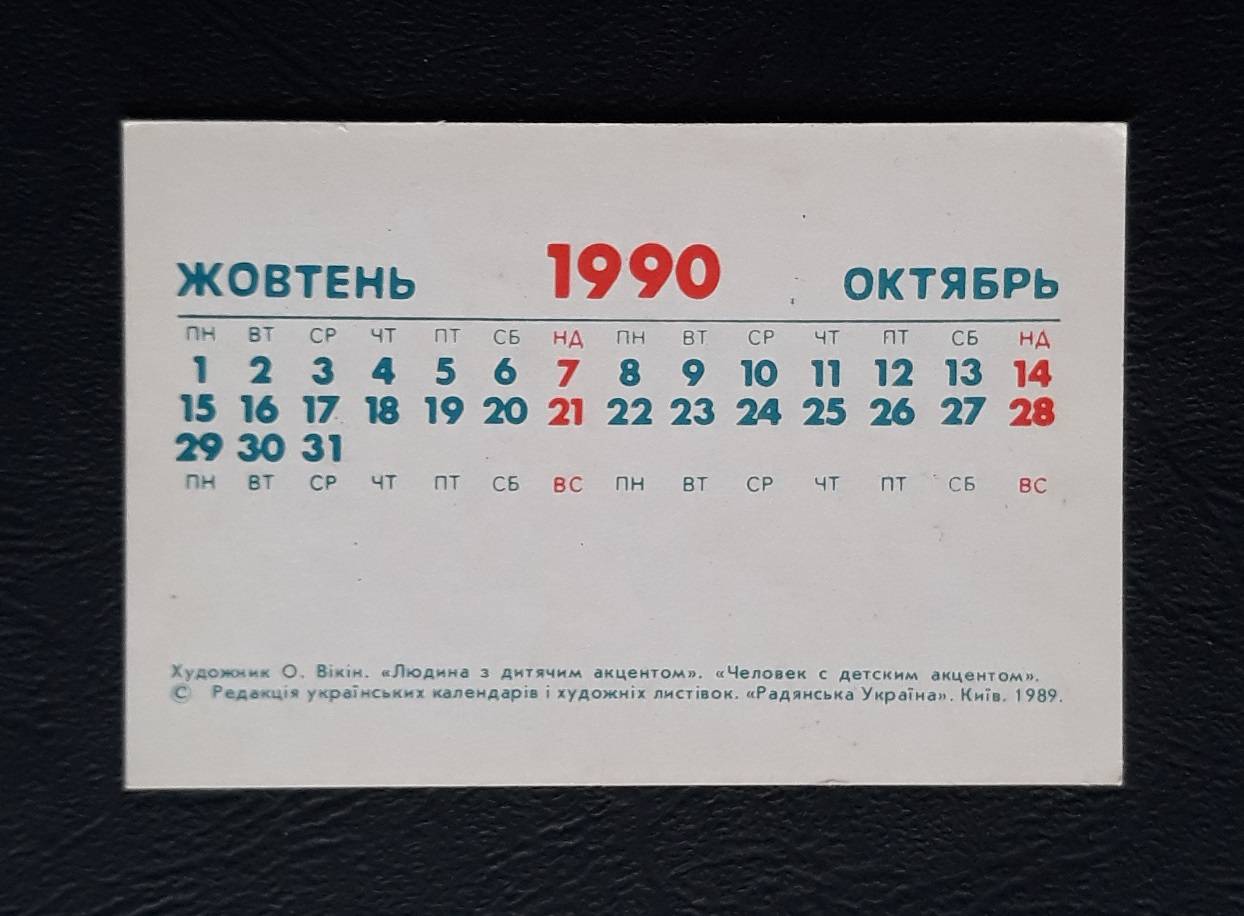 ЖОВТЕНЬ 1990 ОКТЯБРЬ
ПН ВТ СР ЧТ ПТ СБ НД ПН ВТ СР ЧТ ПТ СБ НД
1 2 3 4 5 6 7 8 9 10 11 12 13 14
15 16 17 18 19 20 21 22 23 24 25 26 27 28
29 30 31
ПН ВТ СР ЧТ ПТ СБ ВС ПН ВТ СР ЧТ ПТ СБ ВС
Художник О. Вікін. «Людина з дитячим акцентом». «Человек с детским акцентом».
© Редакція українських календарів і художніх листівок. «Радянська Україна». Київ. 1989.